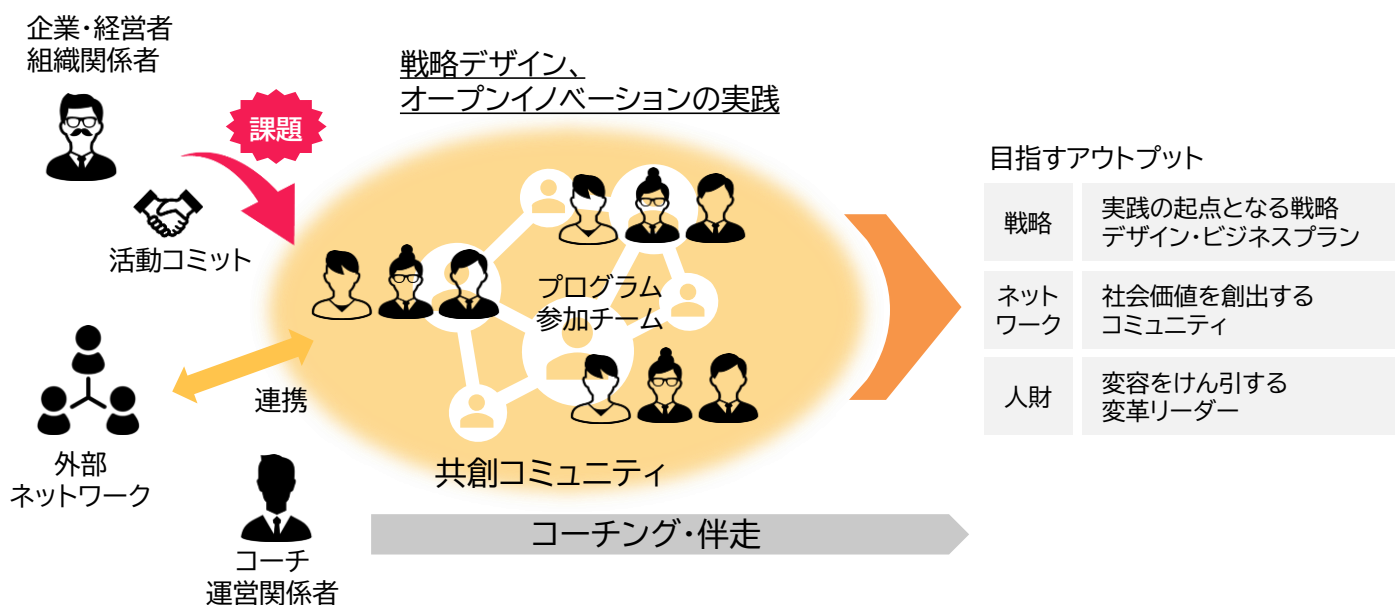 企業・経営者
組織関係者
課題
活動コミット
戦略デザイン、
オープンイノベーションの実践
プログラム
参加チーム
共創コミュニティ
連携
外部
ネットワーク
コーチ
運営関係者
コーチング・伴走
目指すアウトプット
戦略
実践の起点となる戦略
デザイン・ビジネスプラン
ネット
ワーク
社会価値を創出する
コミュニティ
人財
変容をけん引する
変革リーダー